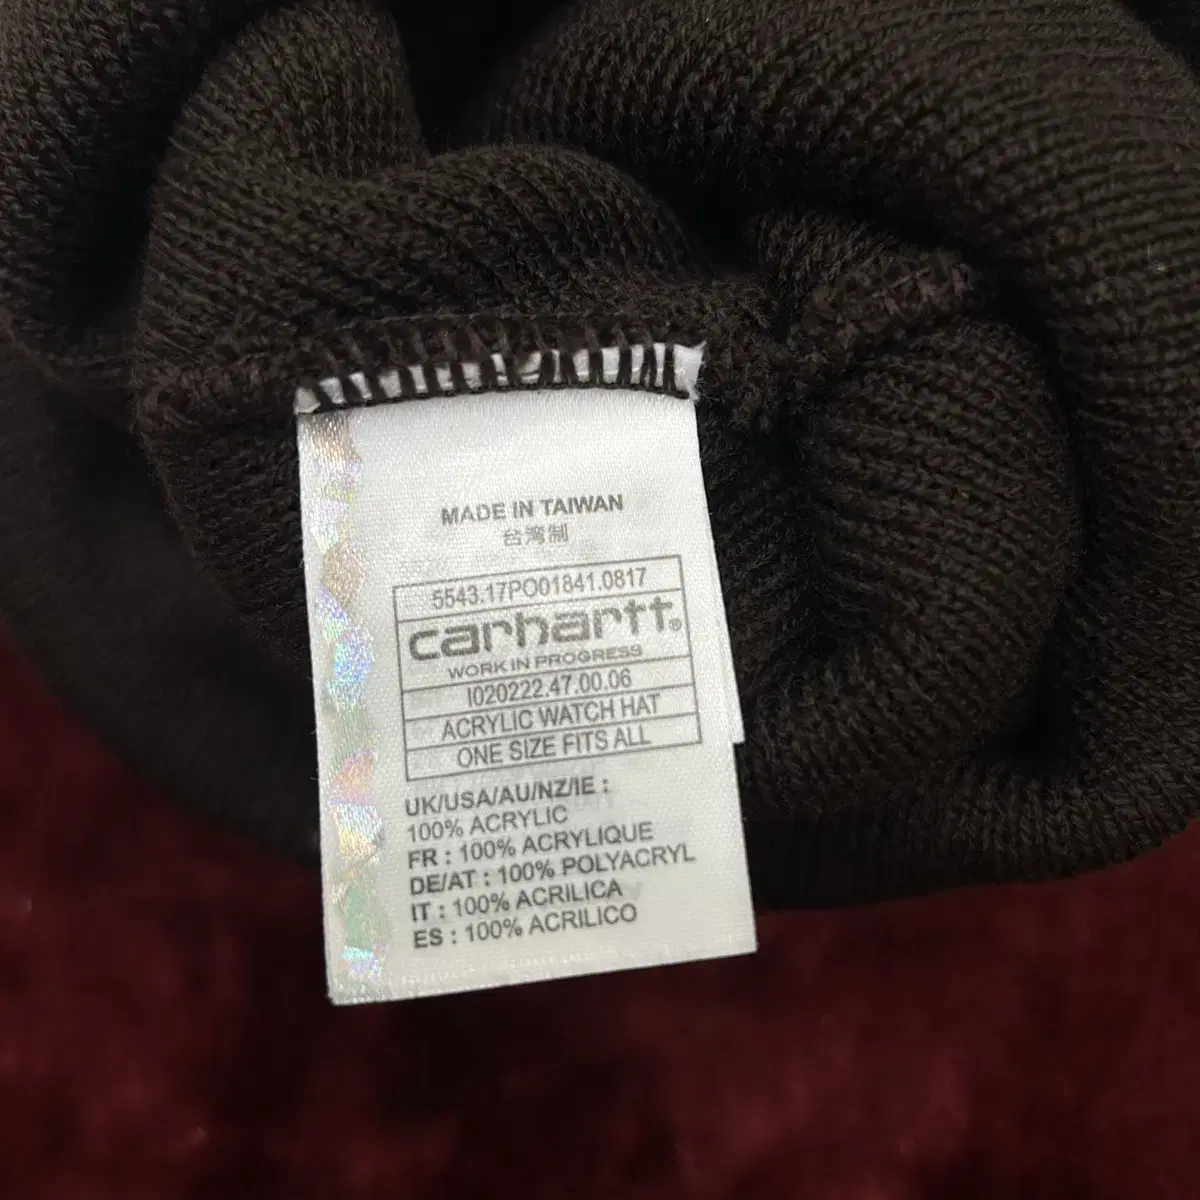 MADE IN TAIWAN
台灣制
5543.17PO01841.0817
carhartt®
WORK IN PROGRESS
I020222.47.00.06
ACRYLIC WATCH HAT
ONE SIZE FITS ALL
UK/USA/AU/NZ/IE :
100% ACRYLIC
FR : 100% ACRYLIQUE
DE/AT : 100% POLYACRYL
IT : 100% ACRILICA
ES : 100% ACRILICO